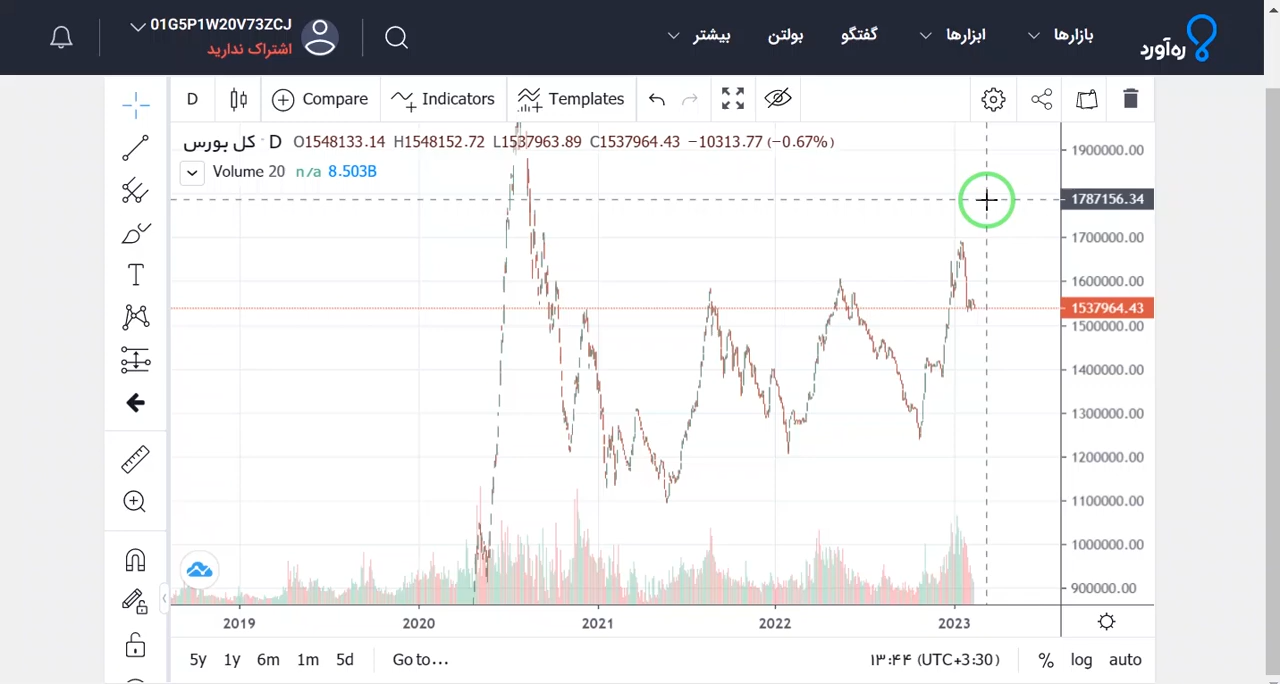 01G5P1W20V73ZCJ
اشتراک ندارید
بیشتر
گفتگو
بولتن
ابزارها
بازارها
ره‌آورد
D
Compare
Indicators
Templates
کل بورس · D O1548133.14 H1548152.72 L1537963.89 C1537964.43 −10313.77 (−0.67%)
Volume 20 n/a 8.503B
1900000.00
1787156.34
1700000.00
1600000.00
1537964.43
1500000.00
1400000.00
1300000.00
1200000.00
1100000.00
1000000.00
900000.00
2019 2020 2021 2022 2023
5y 1y 6m 1m 5d Go to... ۱۳:۴۴ (UTC+3:30) % log auto